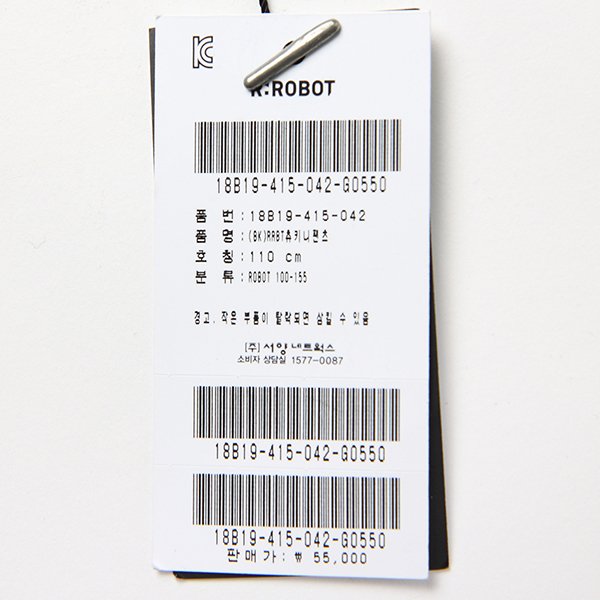 KC
R:ROBOT
18B19-415-042-G0550
품 번 : 18B19-415-042
품 명 : (BK)RRBT츄키니팬츠
호 칭 : 110 cm
분 류 : ROBOT 100-155
경고. 작은 부품이 탈락되면 삼킬 수 있음
(주) 서양네트웍스
소비자 상담실 1577-0087
18B19-415-042-G0550
18B19-415-042-G0550
판매가: ₩ 55,000